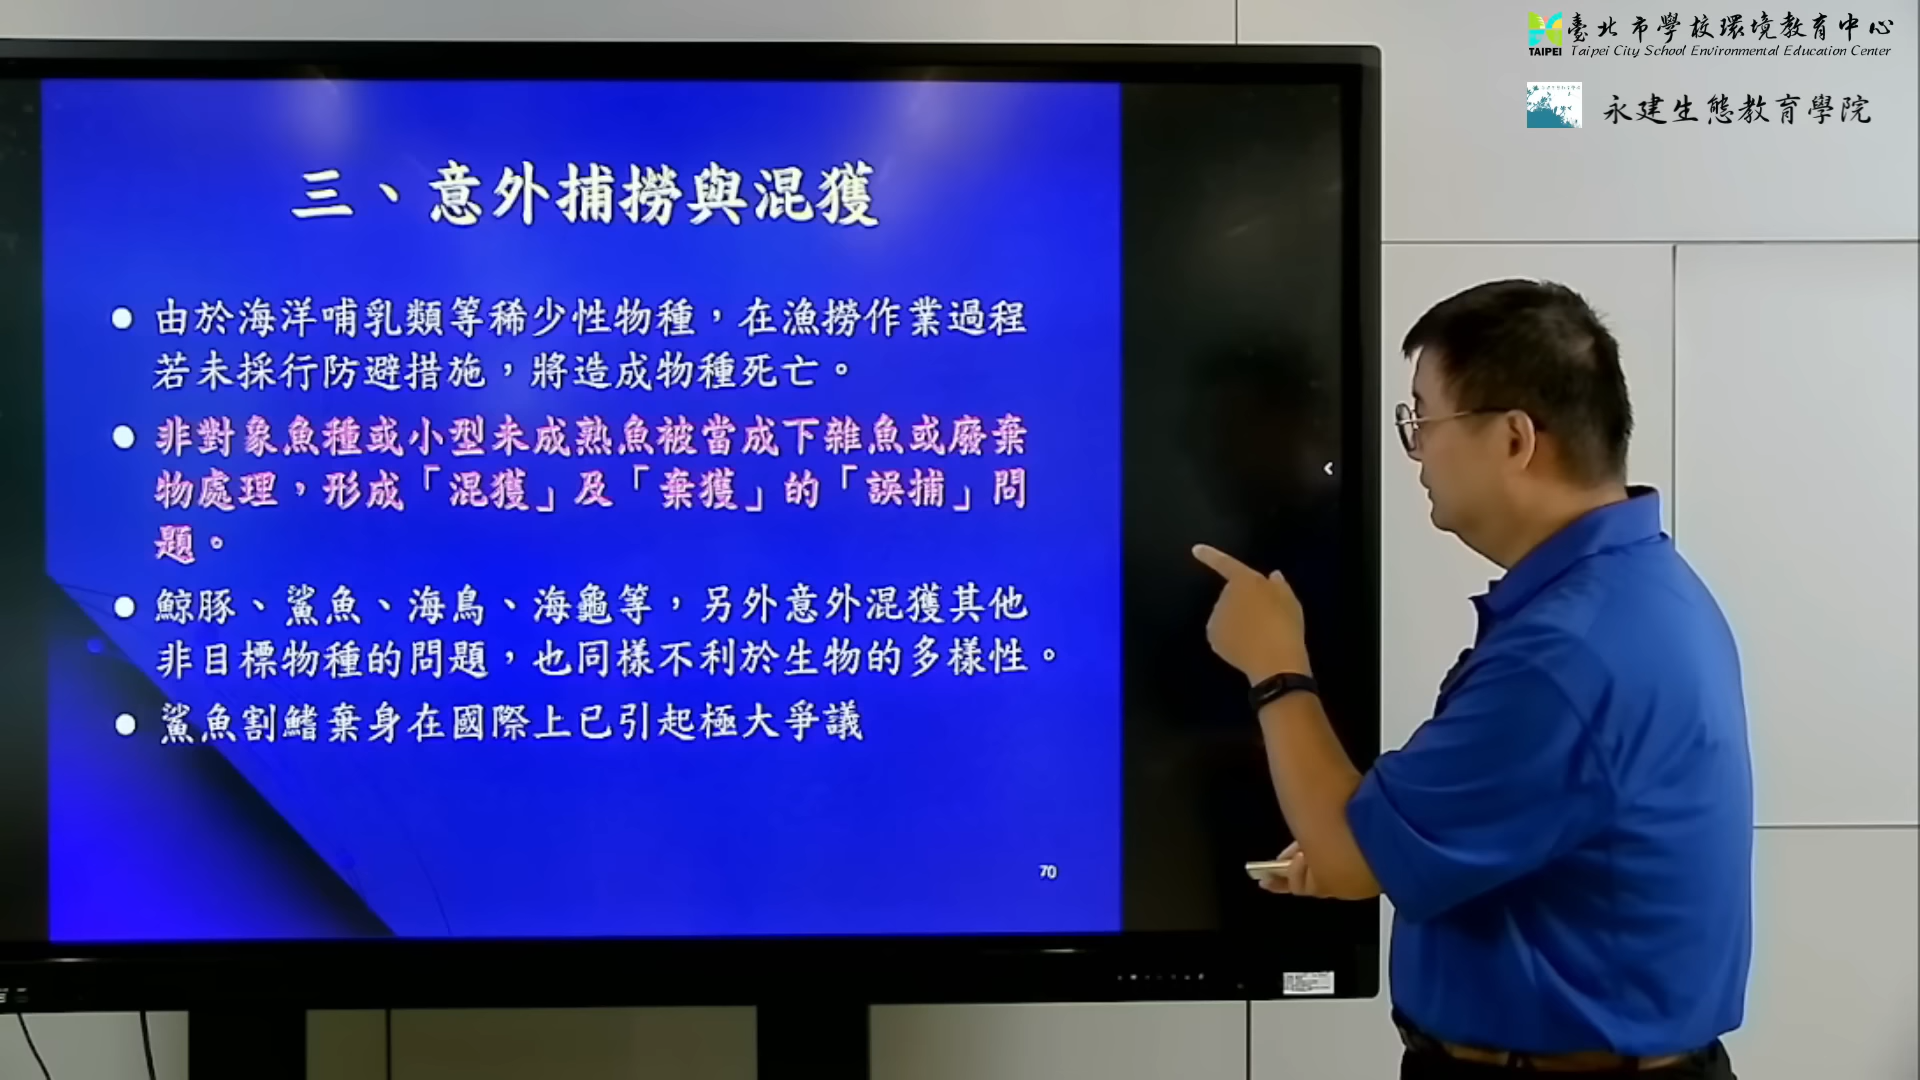 臺北市學校環境教育中心
TAIPEI
Taipei City School Environmental Education Center
永建生態教育學院
三、意外捕撈與混獲
● 由於海洋哺乳類等稀少性物種，在漁撈作業過程
若未採行防避措施，將造成物種死亡。
● 非對象魚種或小型未成熟魚被當成下雜魚或廢棄
物處理，形成「混獲」及「棄獲」的「誤捕」問
題。
● 鯨豚、鯊魚、海鳥、海龜等，另外意外混獲其他
非目標物種的問題，也同樣不利於生物的多樣性。
● 鯊魚割鰭棄身在國際上已引起極大爭議
70